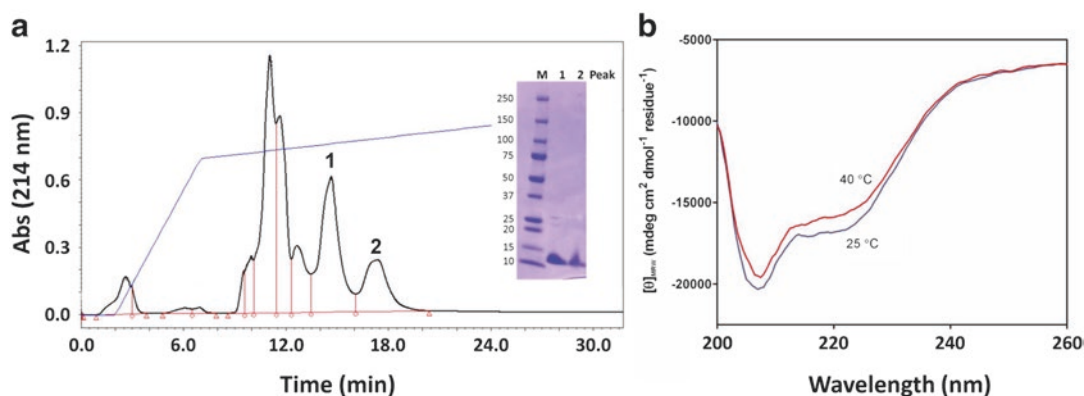 a
Abs (214 nm)
1.2
0.9
0.6
0.3
0.0
0.0 6.0 12.0 18.0 24.0 30.0
Time (min)
1
2
M 1 2 Peak
250
150
100
75
50
37
25
20
15
10
b
[θ]MRW (mdeg cm2 dmol-1 residue-1)
-5000
-10000
-15000
-20000
40 °C
25 °C
200 220 240 260
Wavelength (nm)